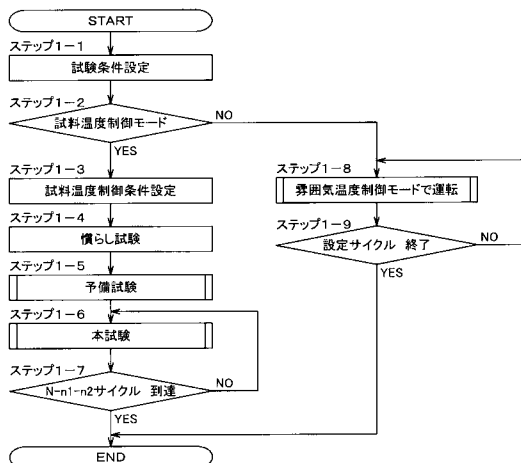 START
ステップ1-1
試験条件設定
ステップ1-2
試料温度制御モード
NO
YES
ステップ1-3
試料温度制御条件設定
ステップ1-4
慣らし試験
ステップ1-5
予備試験
ステップ1-6
本試験
ステップ1-7
N-n1-n2サイクル 到達
NO
YES
ステップ1-8
雰囲気温度制御モードで運転
ステップ1-9
設定サイクル 終了
NO
YES
END